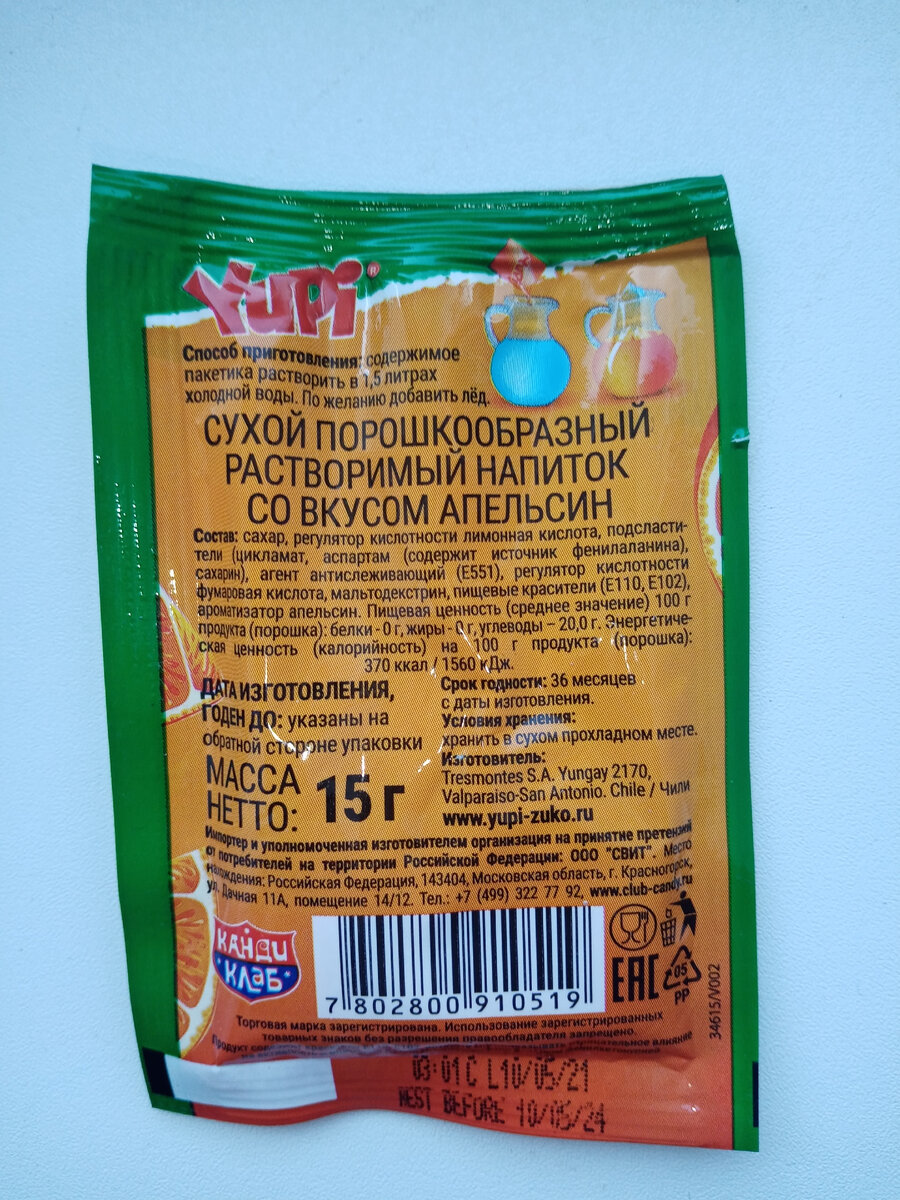 Yupi®
Способ приготовления: содержимое
пакетика растворить в 1,5 литрах
холодной воды. По желанию добавить лёд.
СУХОЙ ПОРОШКООБРАЗНЫЙ
РАСТВОРИМЫЙ НАПИТОК
СО ВКУСОМ АПЕЛЬСИН
Состав: сахар, регулятор кислотности лимонная кислота, подсласти-
тели (цикламат, аспартам (содержит источник фенилаланина),
сахарин), агент антислеживающий (Е551), регулятор кислотности
фумаровая кислота, мальтодекстрин, пищевые красители (Е110, Е102),
ароматизатор апельсин. Пищевая ценность (среднее значение) 100 г
продукта (порошка): белки - 0 г, жиры - 0 г, углеводы – 20,0 г. Энергетиче-
ская ценность (калорийность) на 100 г продукта (порошка):
370 ккал / 1560 кДж.
ДАТА ИЗГОТОВЛЕНИЯ,
ГОДЕН ДО: указаны на
обратной стороне упаковки
МАССА
НЕТТО: 15 г
Срок годности: 36 месяцев
с даты изготовления.
Условия хранения:
хранить в сухом прохладном месте.
Изготовитель:
Tresmontes S.A. Yungay 2170,
Valparaiso-San Antonio. Chile / Чили
www.yupi-zuko.ru
Импортер и уполномоченная изготовителем организация на принятие претензий
от потребителей на территории Российской Федерации: ООО "СВИТ". Место
нахождения: Российская Федерация, 143404, Московская область, г. Красногорск,
ул. Дачная 11А, помещение 14/12. Тел.: +7 (499) 322 77 92, www.club-candy.ru
КАНДИ
КЛАБ
7 802800 910519
EAC
05
PP
34615/V002
Торговая марка зарегистрирована. Использование зарегистрированных
товарных знаков без разрешения правообладателя запрещено.
03:01 C L10/05/21
BEST BEFORE 10/05/24